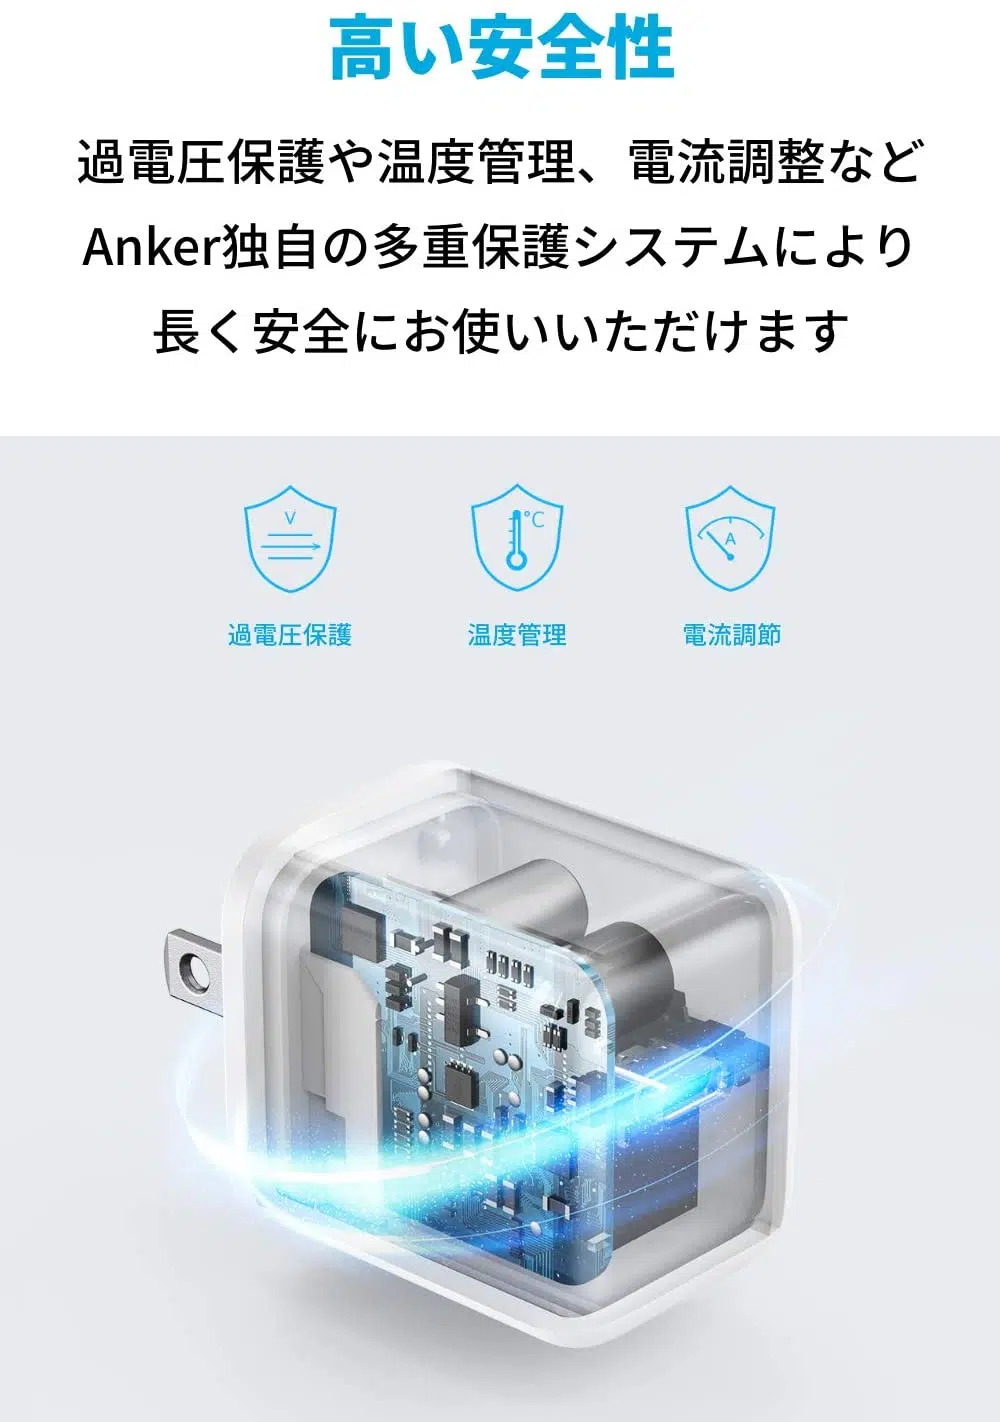 高い安全性
過電圧保護や温度管理、電流調整など
Anker独自の多重保護システムにより
長く安全にお使いいただけます
V
°C
A
過電圧保護
温度管理
電流調節